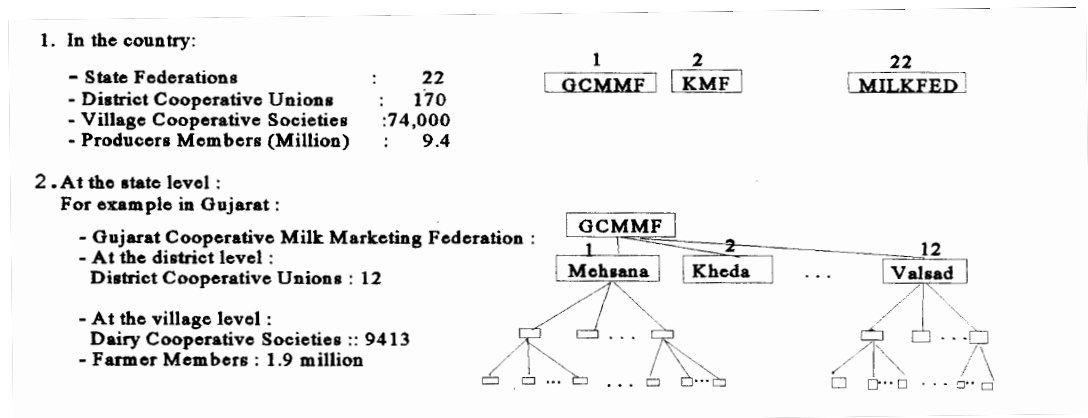 1. In the country:
- State Federations : 22
- District Cooperative Unions : 170
- Village Cooperative Societies :74,000
- Producers Members (Million) : 9.4
1 2 22
GCMMF KMF MILKFED
2. At the state level :
For example in Gujarat :
- Gujarat Cooperative Milk Marketing Federation :
- At the district level :
District Cooperative Unions : 12
- At the village level :
Dairy Cooperative Societies :: 9413
- Farmer Members : 1.9 million
GCMMF
1 2 12
Mehsana Kheda ... Valsad
... ...
... ... ... ... ... ...